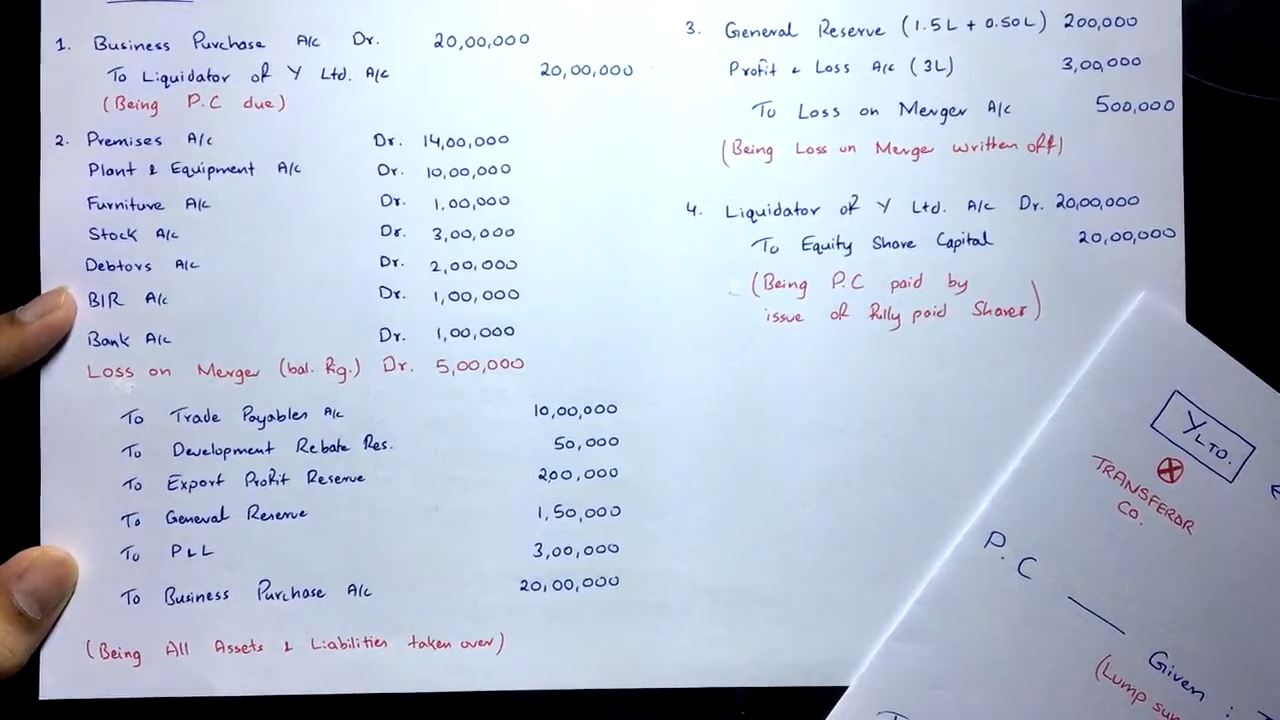 1. Business Purchase A/c Dr. 20,00,000
To Liquidator of Y Ltd. A/c 20,00,000
(Being P.C due)
2. Premises A/c Dr. 14,00,000
Plant & Equipment A/c Dr. 10,00,000
Furniture A/c Dr. 1,00,000
Stock A/c Dr. 3,00,000
Debtors A/c Dr. 2,00,000
B/R A/c Dr. 1,00,000
Bank A/c Dr. 1,00,000
Loss on Merger (bal. fig.) Dr. 5,00,000
To Trade Payables A/c 10,00,000
To Development Rebate Res. 50,000
To Export Profit Reserve 200,000
To General Reserve 1,50,000
To P&L 3,00,000
To Business Purchase A/c 20,00,000
(Being All Assets & Liabilities taken over)
3. General Reserve (1.5L + 0.50L) 200,000
Profit & Loss A/c (3L) 3,00,000
To Loss on Merger A/c 500,000
(Being Loss on Merger written off)
4. Liquidator of Y Ltd. A/c Dr. 20,00,000
To Equity Share Capital 20,00,000
(Being P.C paid by
issue of fully paid Shares)
Y LTD.
TRANSFEROR
CO.
P.C
Given :
(Lump sum